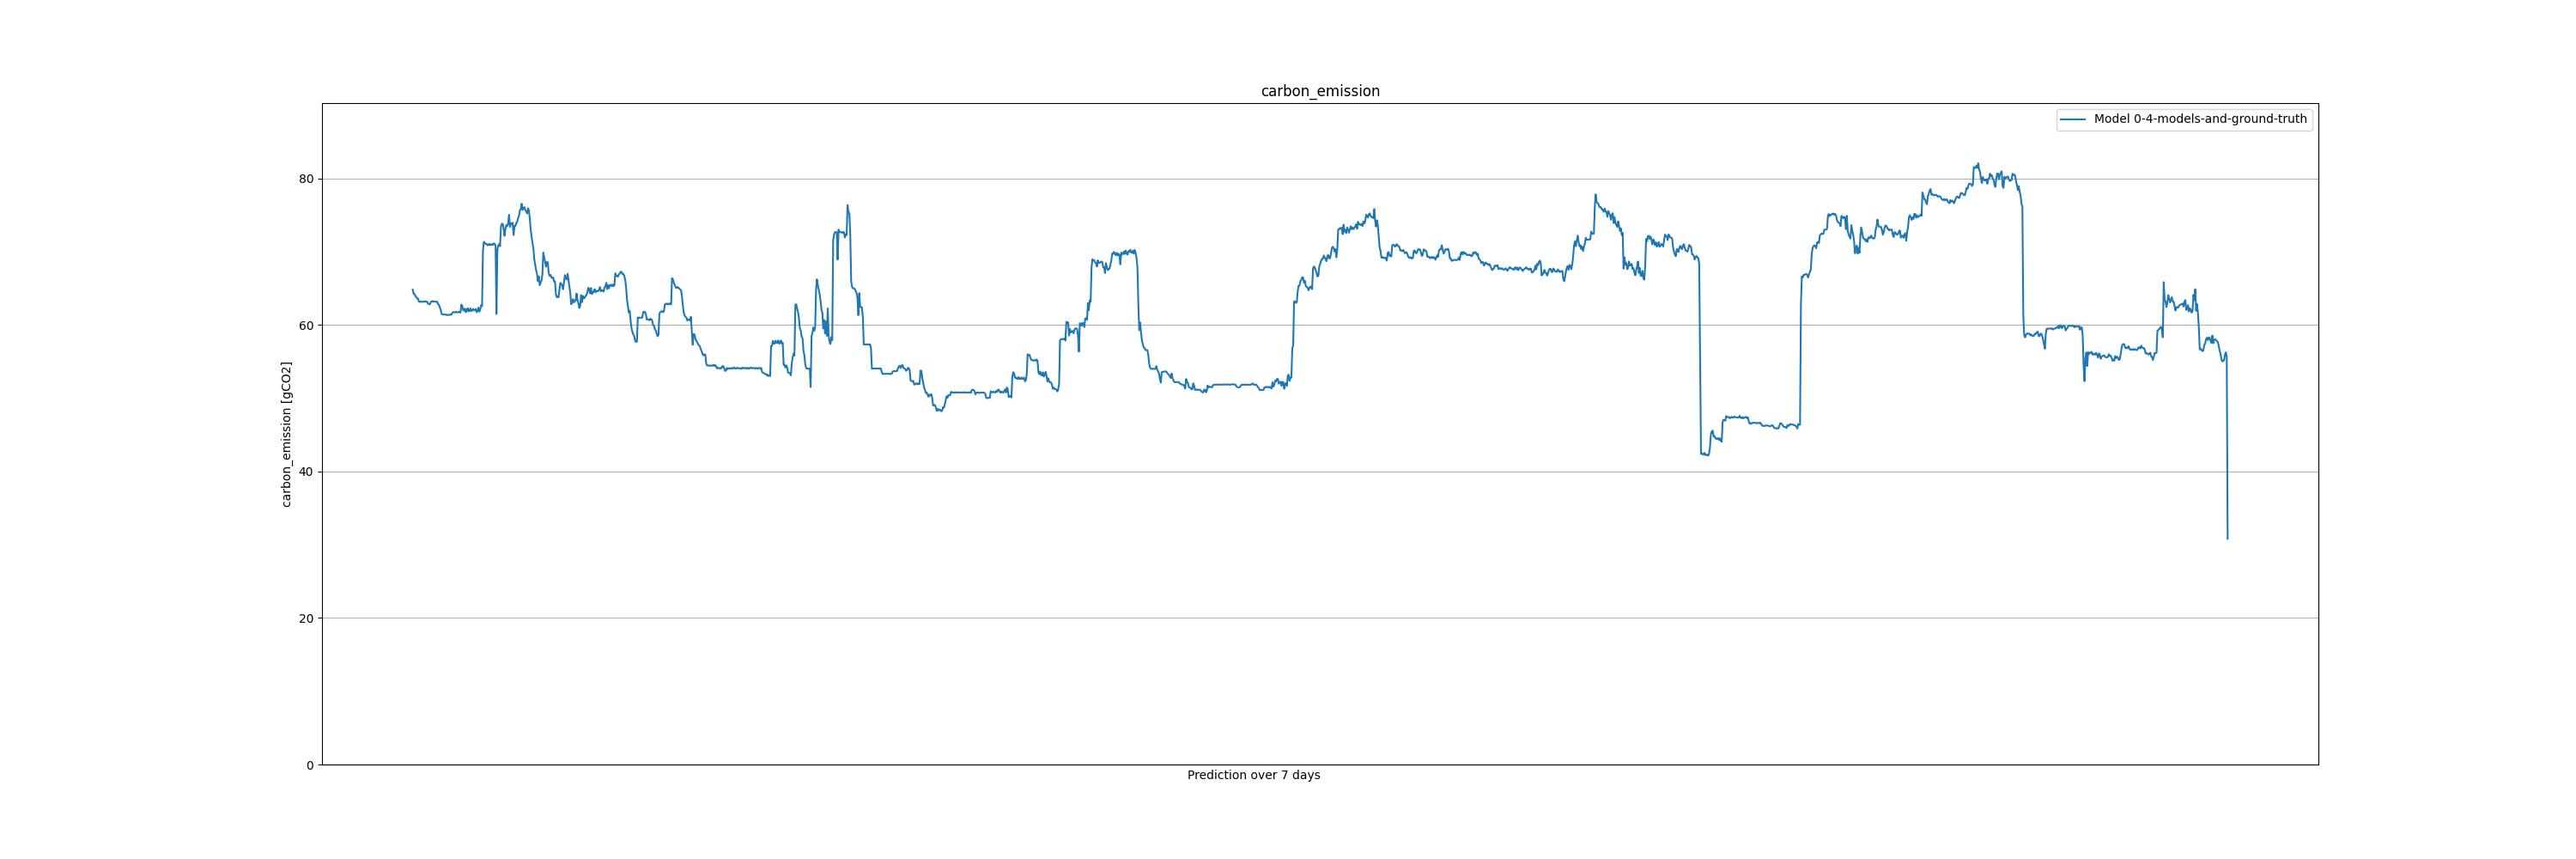 carbon_emission
Model 0-4-models-and-ground-truth
carbon_emission [gCO2]
80
60
40
20
0
Prediction over 7 days